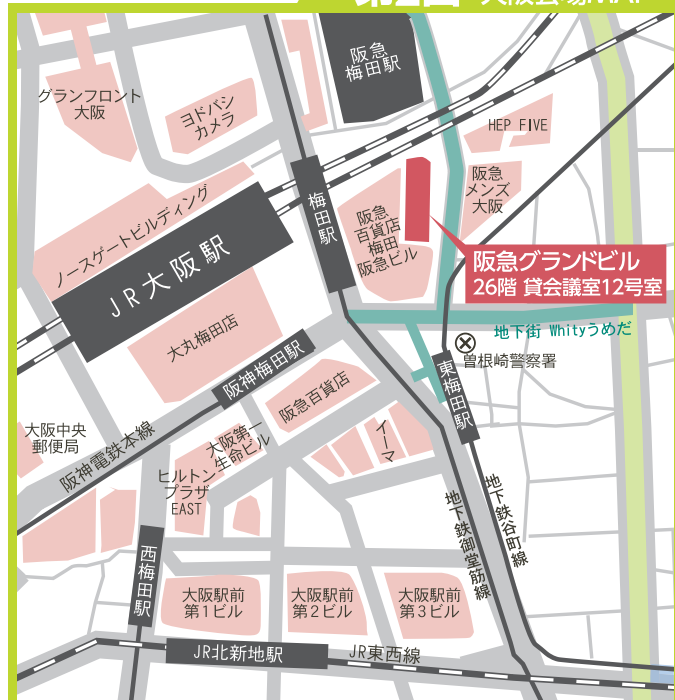 阪急
梅田駅
グランフロント
大阪
ヨドバシ
カメラ
HEP FIVE
阪急
メンズ
大阪
ノースゲートビルディング
梅田駅
阪急
百貨店
梅田
阪急ビル
JR大阪駅
阪急グランドビル
26階 貸会議室12号室
地下街 Whityうめだ
大丸梅田店
曽根崎警察署
阪神梅田駅
東梅田駅
阪急百貨店
大阪中央
郵便局
阪神電鉄本線
大阪第一
生命ビル
イーマ
ヒルトン
プラザ
EAST
地下鉄御堂筋線
地下鉄谷町線
西梅田駅
大阪駅前
第1ビル
大阪駅前
第2ビル
大阪駅前
第3ビル
JR北新地駅
JR東西線